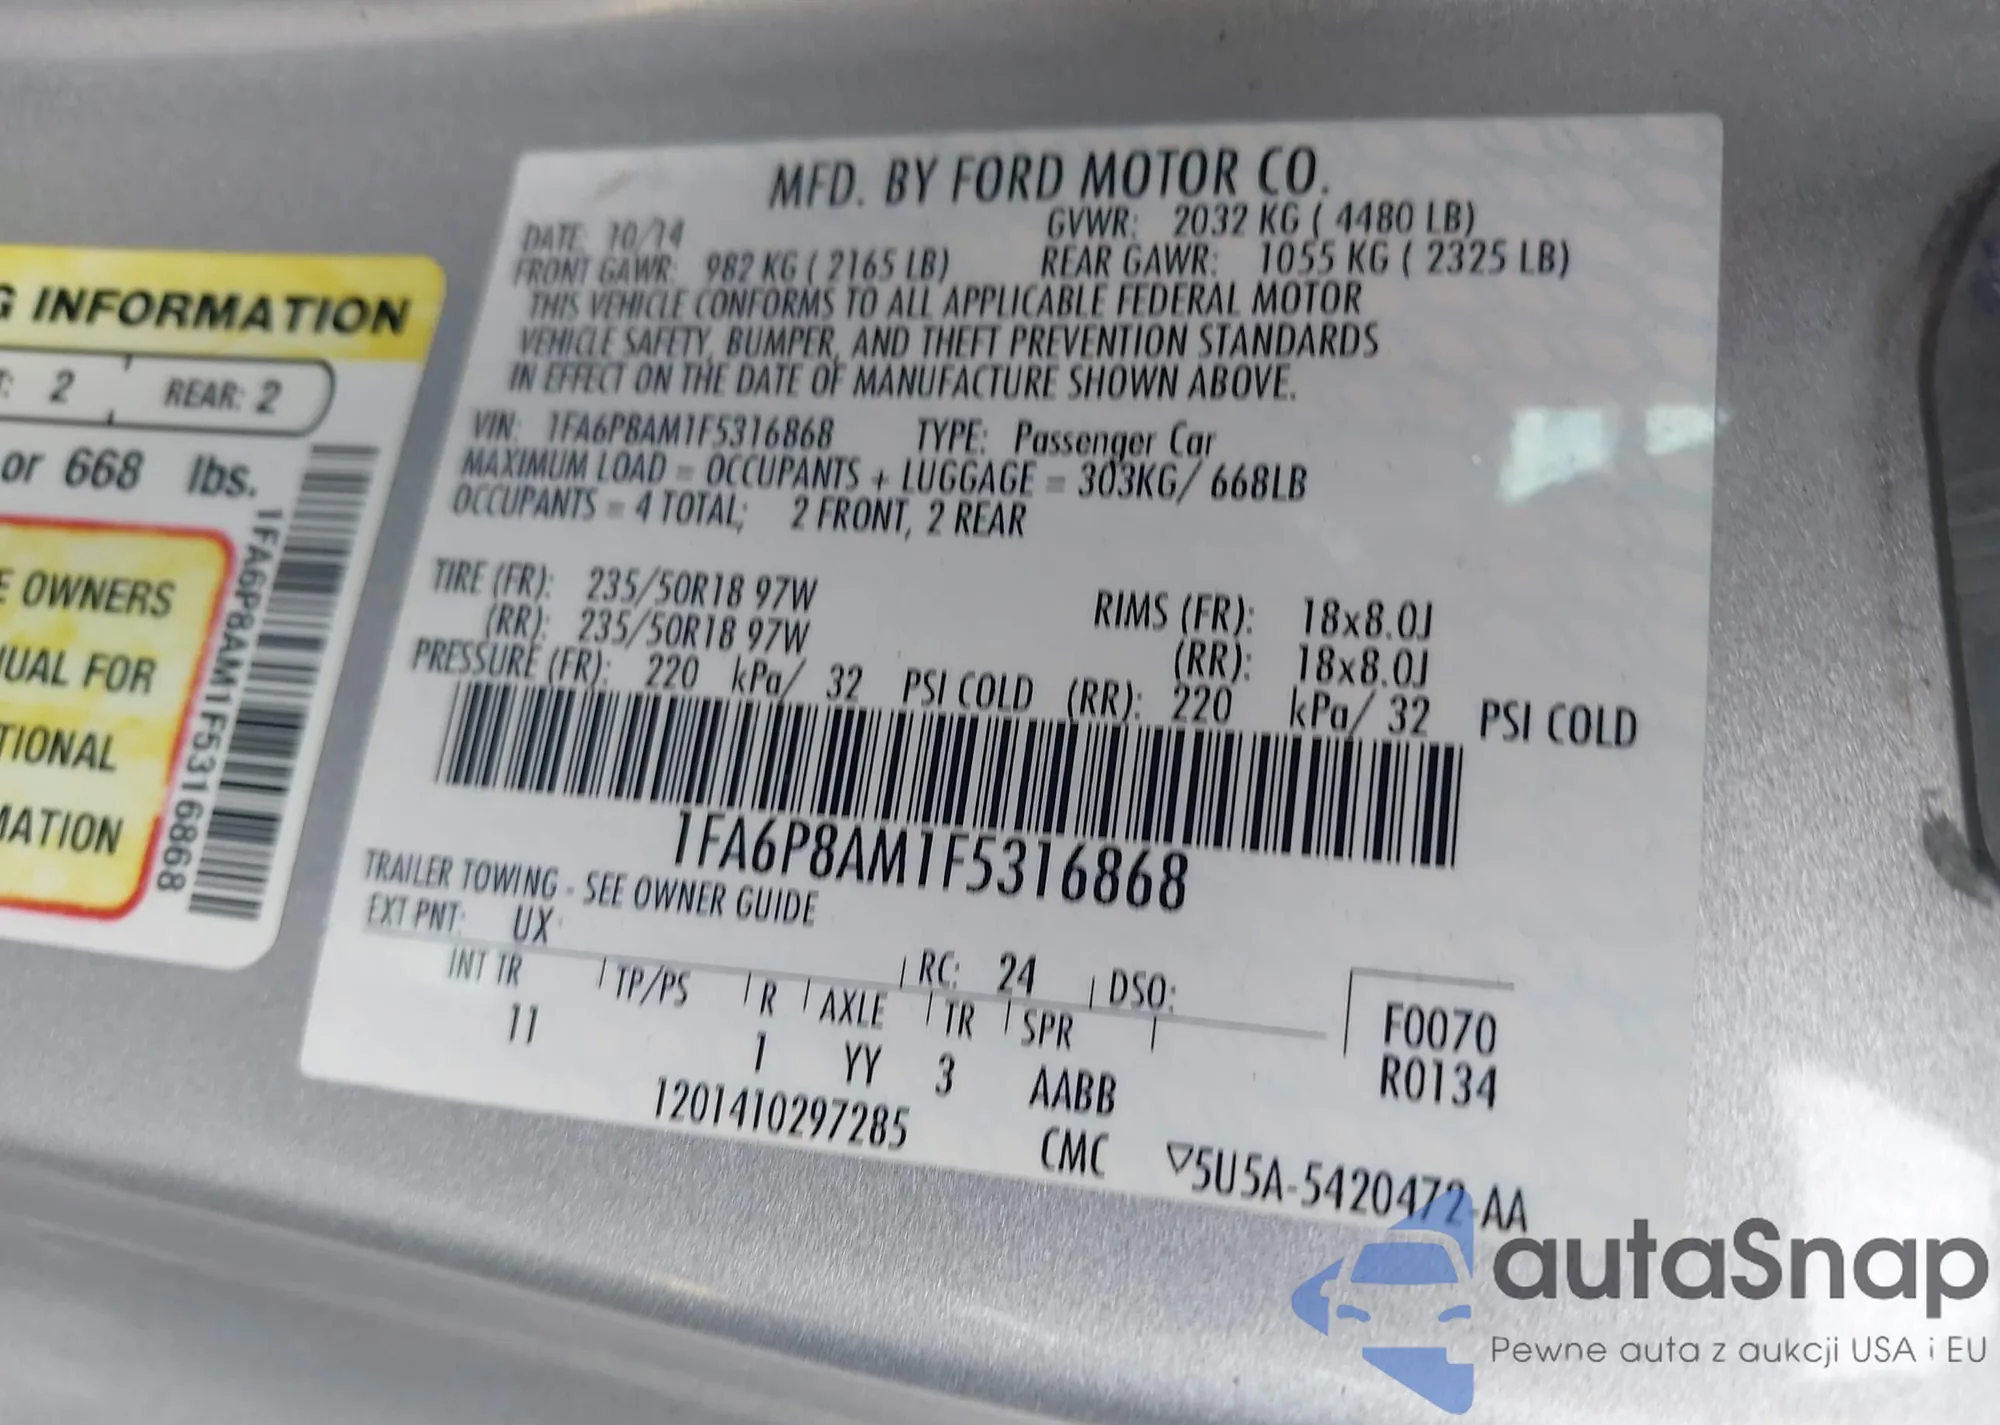 MFD. BY FORD MOTOR CO.
DATE: 10/14 GVWR: 2032 KG ( 4480 LB)
FRONT GAWR: 982 KG ( 2165 LB) REAR GAWR: 1055 KG ( 2325 LB)
THIS VEHICLE CONFORMS TO ALL APPLICABLE FEDERAL MOTOR
VEHICLE SAFETY, BUMPER, AND THEFT PREVENTION STANDARDS
IN EFFECT ON THE DATE OF MANUFACTURE SHOWN ABOVE.
VIN: 1FA6P8AM1F5316868 TYPE: Passenger Car
MAXIMUM LOAD = OCCUPANTS + LUGGAGE = 303KG/ 668LB
OCCUPANTS = 4 TOTAL; 2 FRONT, 2 REAR
TIRE (FR): 235/50R18 97W RIMS (FR): 18x8.0J
(RR): 235/50R18 97W (RR): 18x8.0J
PRESSURE (FR): 220 kPa/ 32 PSI COLD (RR): 220 kPa/ 32 PSI COLD
1FA6P8AM1F5316868
TRAILER TOWING - SEE OWNER GUIDE
EXT PNT: UX RC: 24 DSO:
INT TR TP/PS R AXLE TR SPR F0070
11 1 YY 3 AABB R0134
1201410297285 CMC ▽5U5A-5420472-AA
G INFORMATION
T: 2 REAR: 2
or 668 lbs.
E OWNERS
UAL FOR
TIONAL
MATION
1FA6P8AM1F5316868
autaSnap
Pewne auta z aukcji USA i EU